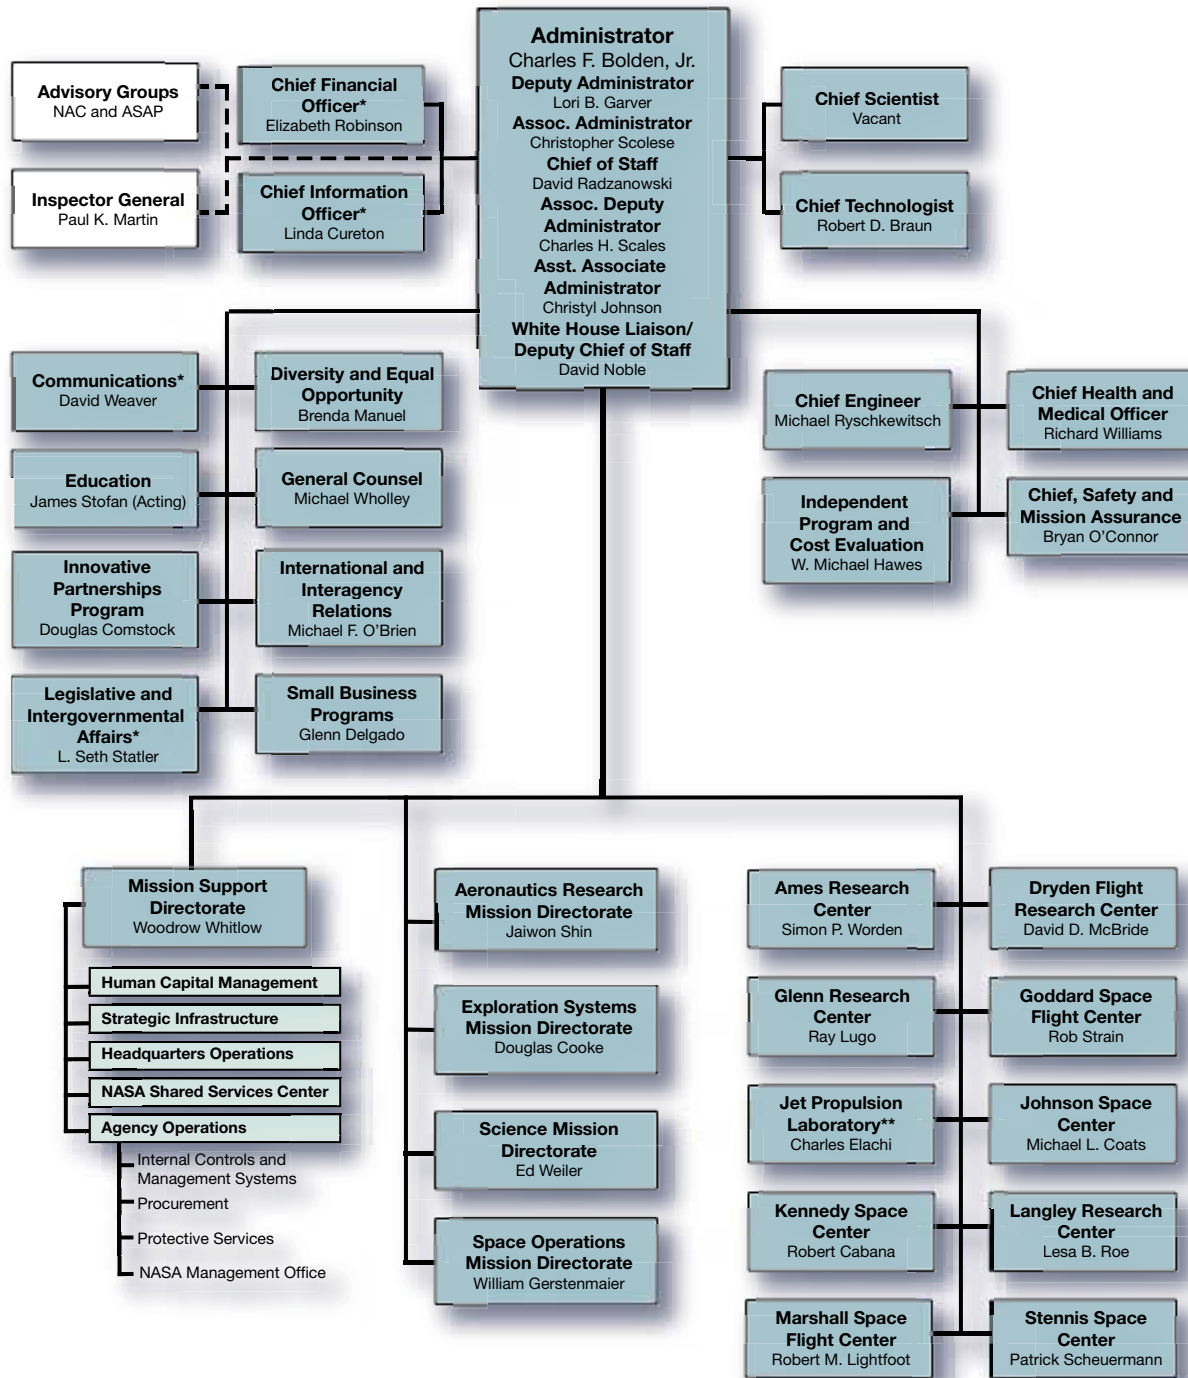 Administrator
Charles F. Bolden, Jr.
Deputy Administrator
Lori B. Garver
Assoc. Administrator
Christopher Scolese
Chief of Staff
David Radzanowski
Assoc. Deputy
Administrator
Charles H. Scales
Asst. Associate
Administrator
Christyl Johnson
White House Liaison/
Deputy Chief of Staff
David Noble
Advisory Groups
NAC and ASAP
Inspector General
Paul K. Martin
Chief Financial
Officer*
Elizabeth Robinson
Chief Information
Officer*
Linda Cureton
Chief Scientist
Vacant
Chief Technologist
Robert D. Braun
Communications*
David Weaver
Diversity and Equal
Opportunity
Brenda Manuel
Education
James Stofan (Acting)
General Counsel
Michael Wholley
Innovative
Partnerships
Program
Douglas Comstock
International and
Interagency
Relations
Michael F. O'Brien
Legislative and
Intergovernmental
Affairs*
L. Seth Statler
Small Business
Programs
Glenn Delgado
Chief Engineer
Michael Ryschkewitsch
Chief Health and
Medical Officer
Richard Williams
Independent
Program and
Cost Evaluation
W. Michael Hawes
Chief, Safety and
Mission Assurance
Bryan O'Connor
Mission Support
Directorate
Woodrow Whitlow
Human Capital Management
Strategic Infrastructure
Headquarters Operations
NASA Shared Services Center
Agency Operations
Internal Controls and
Management Systems
Procurement
Protective Services
NASA Management Office
Aeronautics Research
Mission Directorate
Jaiwon Shin
Exploration Systems
Mission Directorate
Douglas Cooke
Science Mission
Directorate
Ed Weiler
Space Operations
Mission Directorate
William Gerstenmaier
Ames Research
Center
Simon P. Worden
Dryden Flight
Research Center
David D. McBride
Glenn Research
Center
Ray Lugo
Goddard Space
Flight Center
Rob Strain
Jet Propulsion
Laboratory**
Charles Elachi
Johnson Space
Center
Michael L. Coats
Kennedy Space
Center
Robert Cabana
Langley Research
Center
Lesa B. Roe
Marshall Space
Flight Center
Robert M. Lightfoot
Stennis Space
Center
Patrick Scheuermann